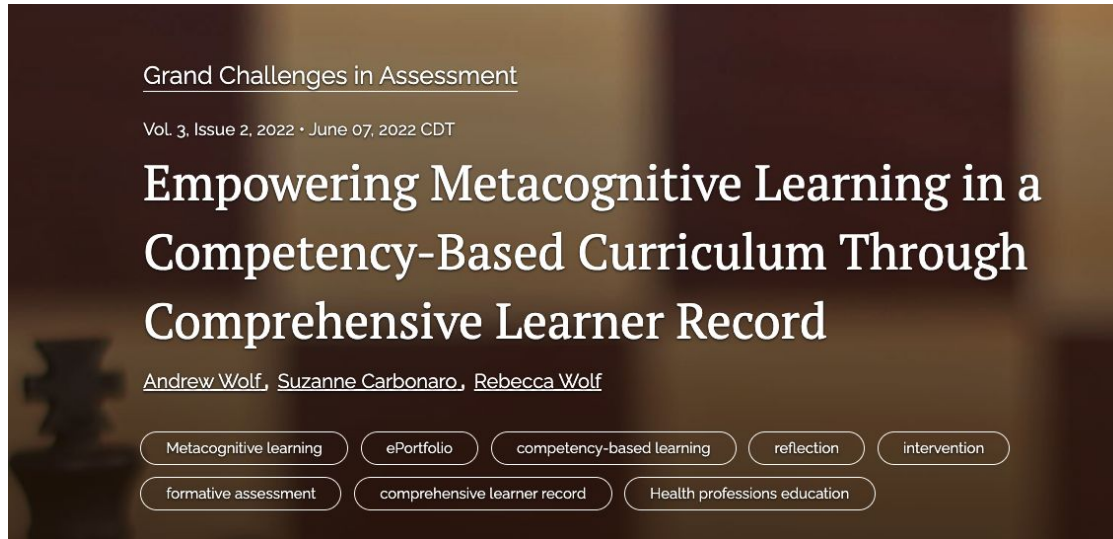 Grand Challenges in Assessment
Vol. 3, Issue 2, 2022 • June 07, 2022 CDT
Empowering Metacognitive Learning in a
Competency-Based Curriculum Through
Comprehensive Learner Record
Andrew Wolf, Suzanne Carbonaro, Rebecca Wolf
Metacognitive learning ePortfolio competency-based learning reflection intervention
formative assessment comprehensive learner record Health professions education